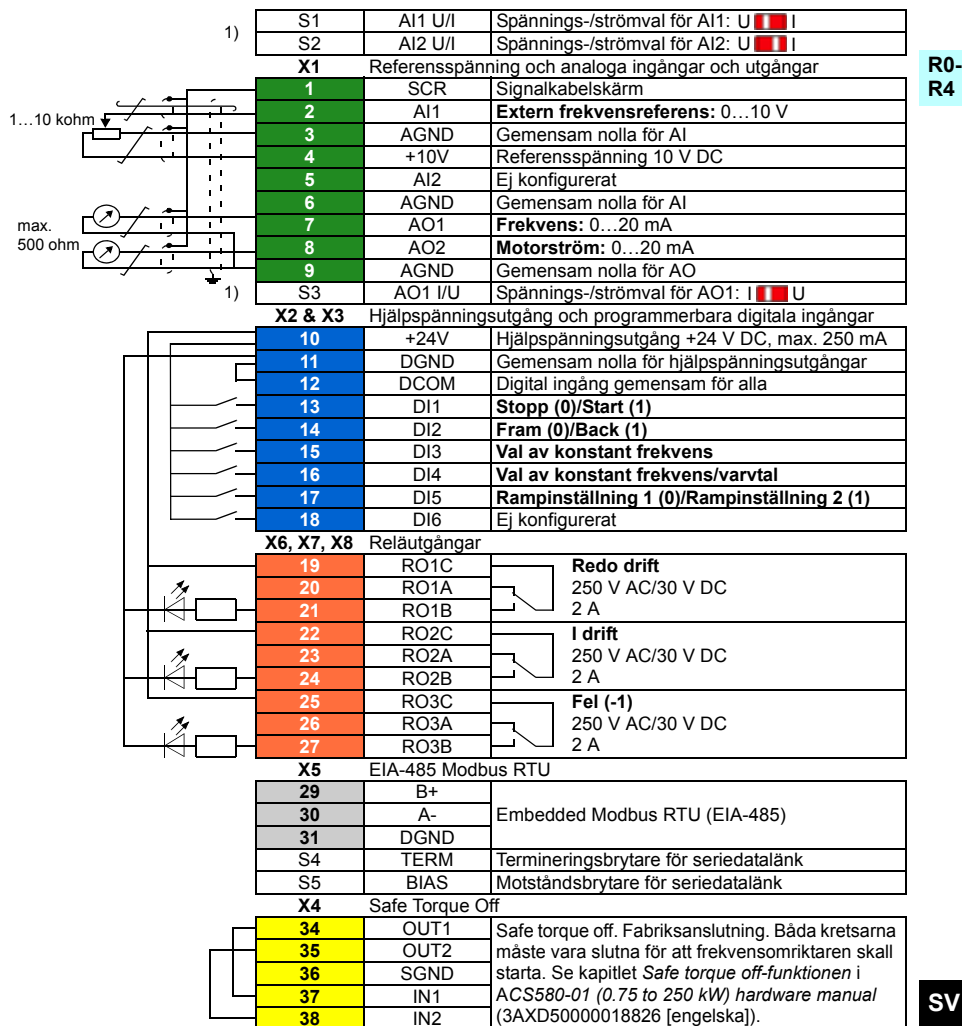 1)
S1 AI1 U/I Spännings-/strömval för AI1: U I
S2 AI2 U/I Spännings-/strömval för AI2: U I
X1 Referensspänning och analoga ingångar och utgångar
R0-
R4
1 SCR Signalkabelskärm
1…10 kohm
2 AI1 Extern frekvensreferens: 0…10 V
3 AGND Gemensam nolla för AI
4 +10V Referensspänning 10 V DC
5 AI2 Ej konfigurerat
6 AGND Gemensam nolla för AI
max.
500 ohm
7 AO1 Frekvens: 0…20 mA
8 AO2 Motorström: 0…20 mA
9 AGND Gemensam nolla för AO
1)
S3 AO1 I/U Spännings-/strömval för AO1: I U
X2 & X3 Hjälpspänningsutgång och programmerbara digitala ingångar
10 +24V Hjälpspänningsutgång +24 V DC, max. 250 mA
11 DGND Gemensam nolla för hjälpspänningsutgångar
12 DCOM Digital ingång gemensam för alla
13 DI1 Stopp (0)/Start (1)
14 DI2 Fram (0)/Back (1)
15 DI3 Val av konstant frekvens
16 DI4 Val av konstant frekvens/varvtal
17 DI5 Rampinställning 1 (0)/Rampinställning 2 (1)
18 DI6 Ej konfigurerat
X6, X7, X8 Reläutgångar
19 RO1C Redo drift
20 RO1A 250 V AC/30 V DC
21 RO1B 2 A
22 RO2C I drift
23 RO2A 250 V AC/30 V DC
24 RO2B 2 A
25 RO3C Fel (-1)
26 RO3A 250 V AC/30 V DC
27 RO3B 2 A
X5 EIA-485 Modbus RTU
29 B+
30 A- Embedded Modbus RTU (EIA-485)
31 DGND
S4 TERM Termineringsbrytare för seriedatalänk
S5 BIAS Motståndsbrytare för seriedatalänk
X4 Safe Torque Off
34 OUT1 Safe torque off. Fabriksanslutning. Båda kretsarna
35 OUT2 måste vara slutna för att frekvensomriktaren skall
36 SGND starta. Se kapitlet Safe torque off-funktionen i
37 IN1 ACS580-01 (0.75 to 250 kW) hardware manual
38 IN2 (3AXD50000018826 [engelska]).
SV